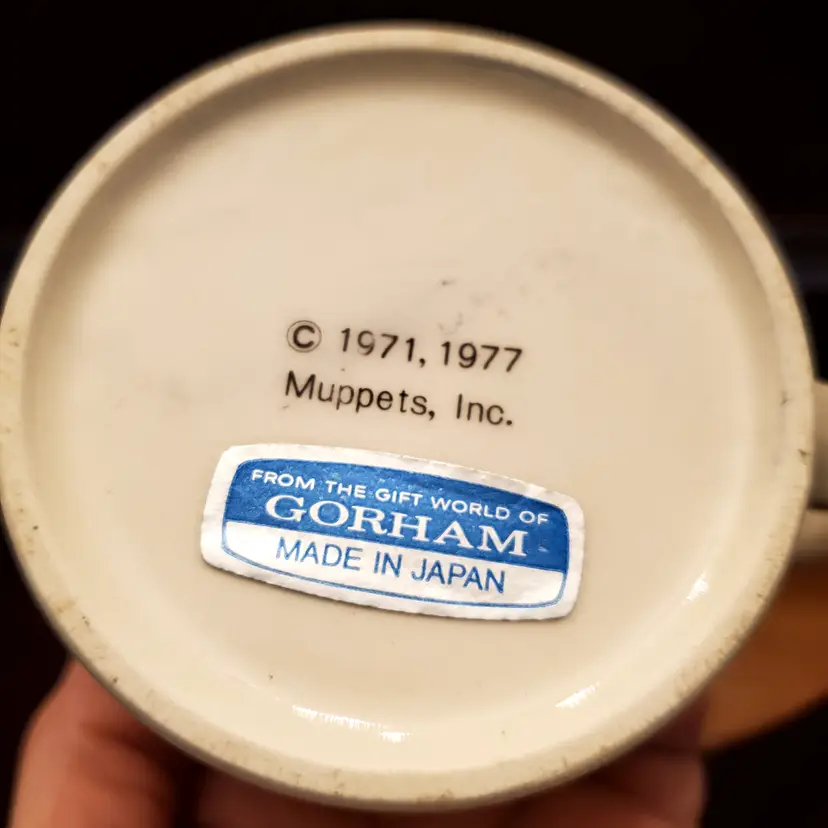 © 1971, 1977
Muppets, Inc.
FROM THE GIFT WORLD OF
GORHAM
MADE IN JAPAN